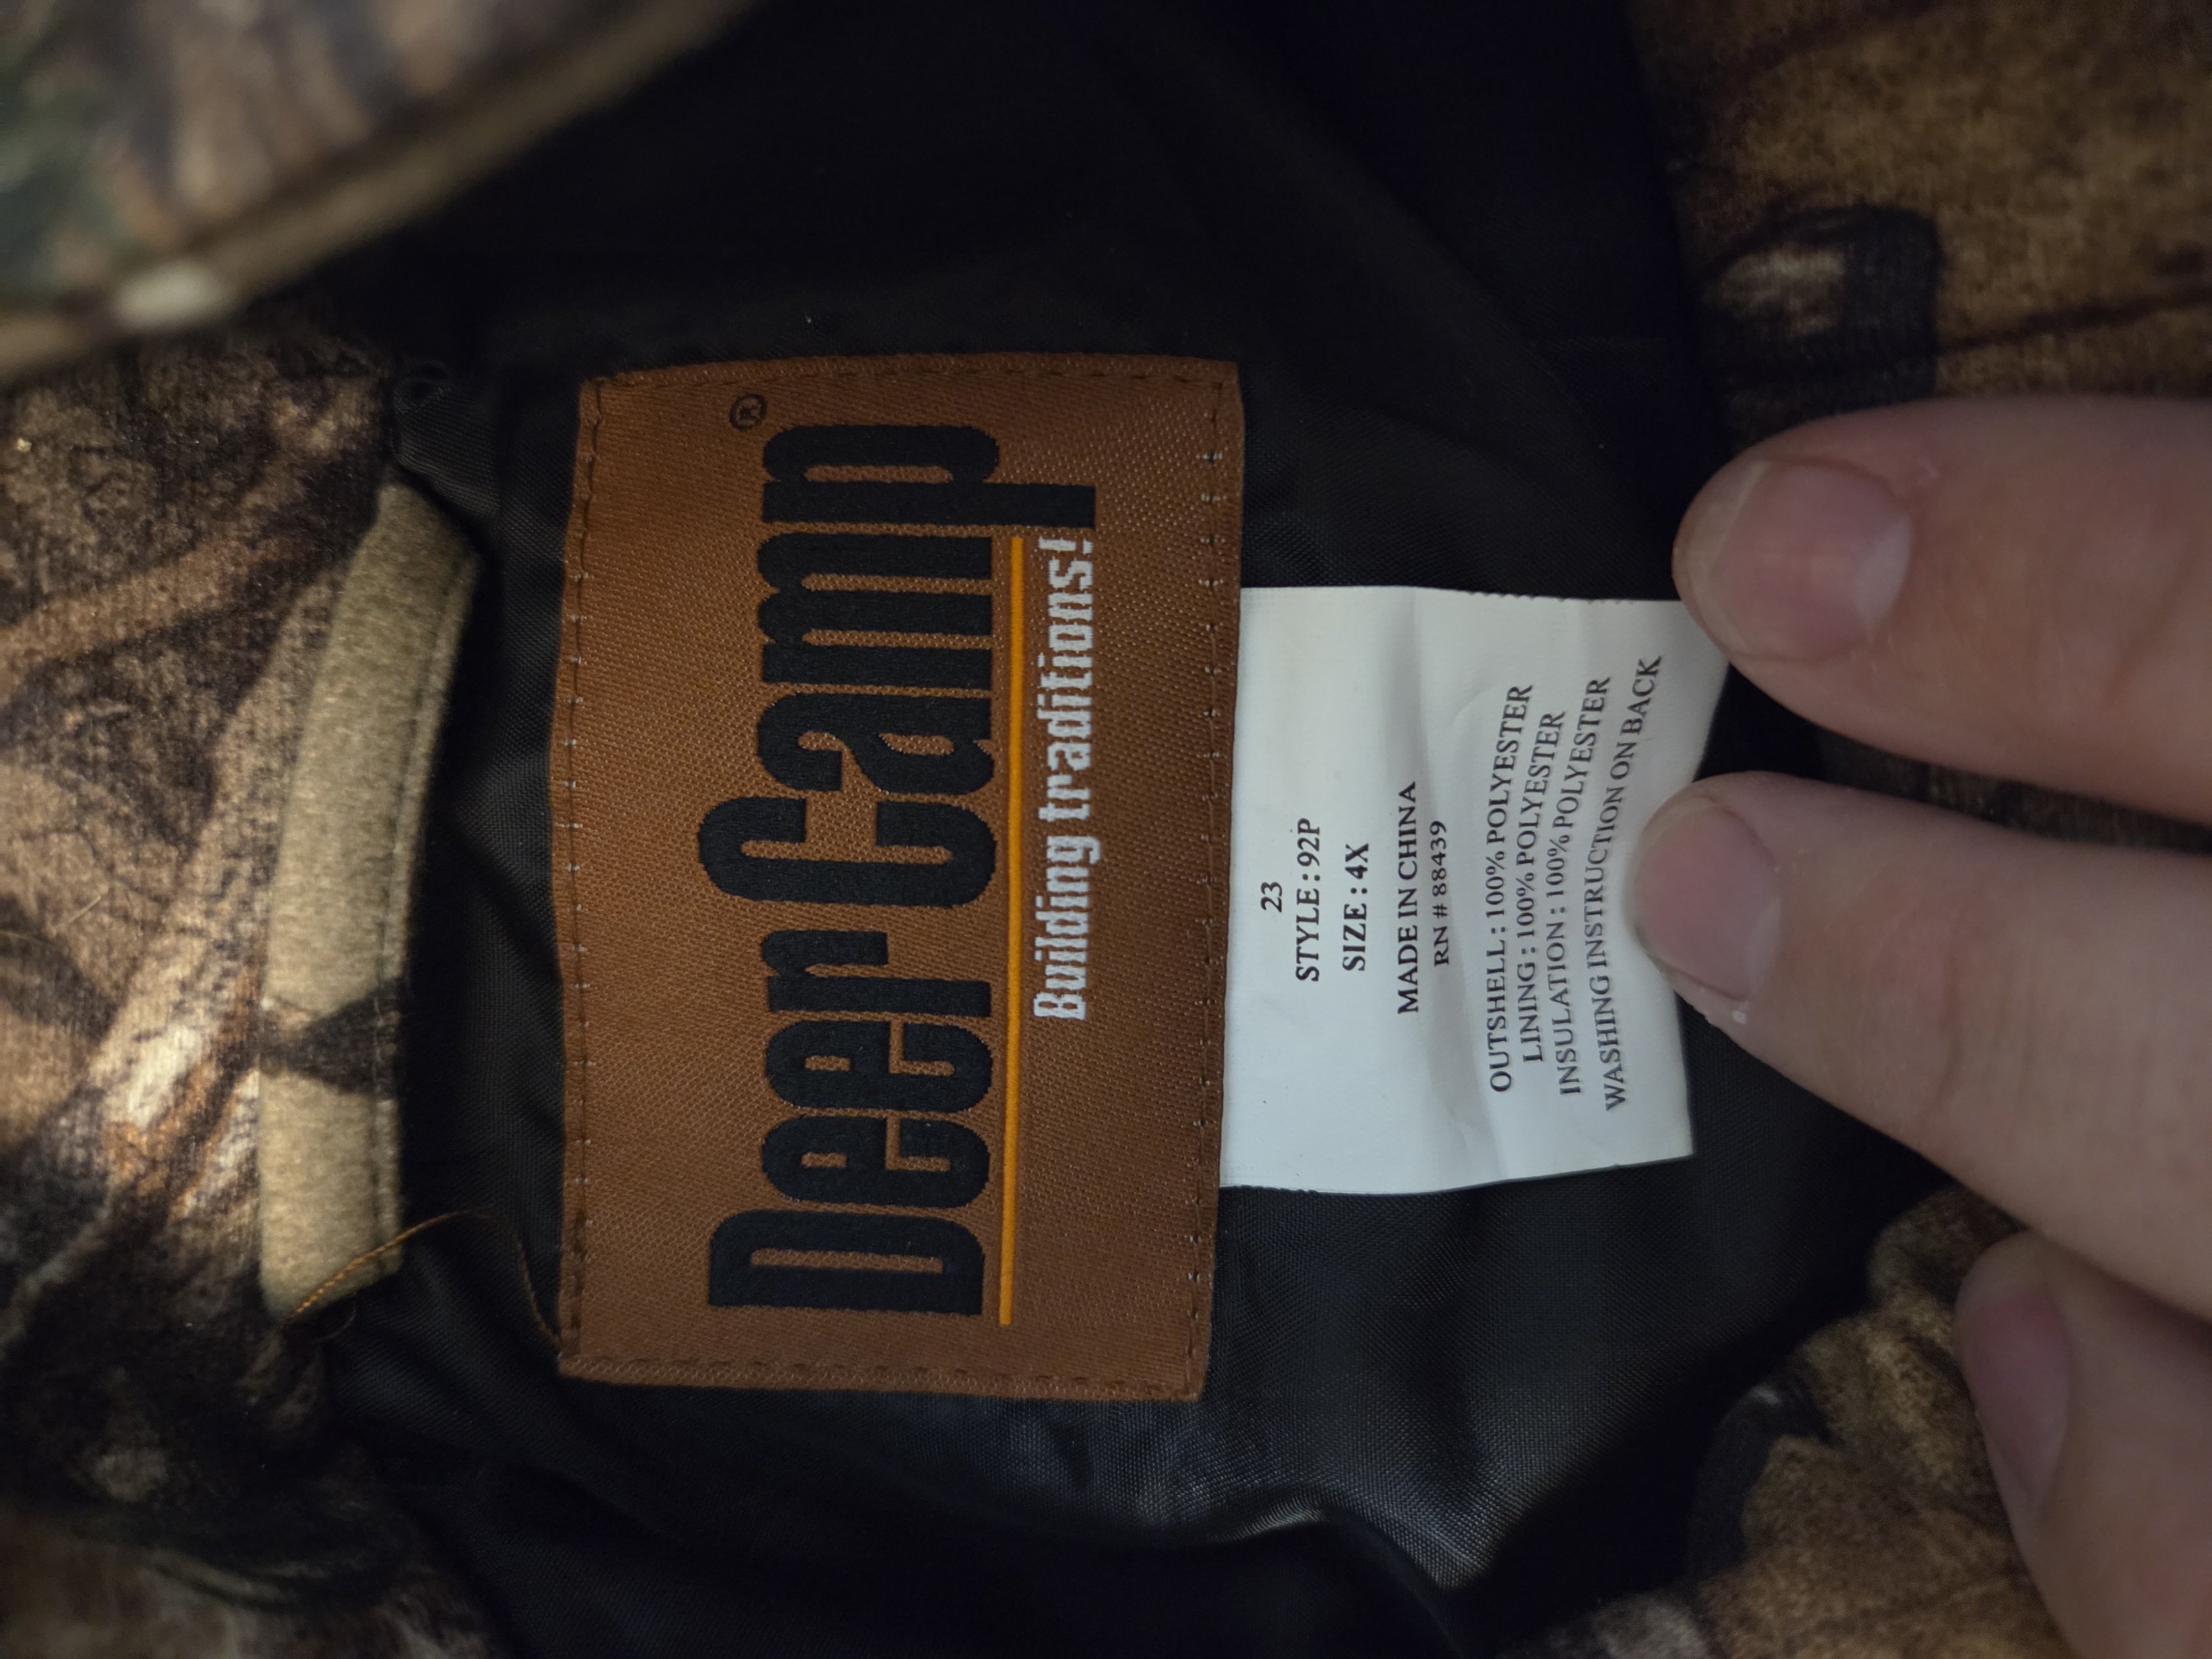 Deer Camp®
Building traditions!
23
STYLE : 92P
SIZE : 4X
MADE IN CHINA
RN # 88439
OUTSHELL : 100% POLYESTER
LINING : 100% POLYESTER
INSULATION : 100% POLYESTER
WASHING INSTRUCTION ON BACK